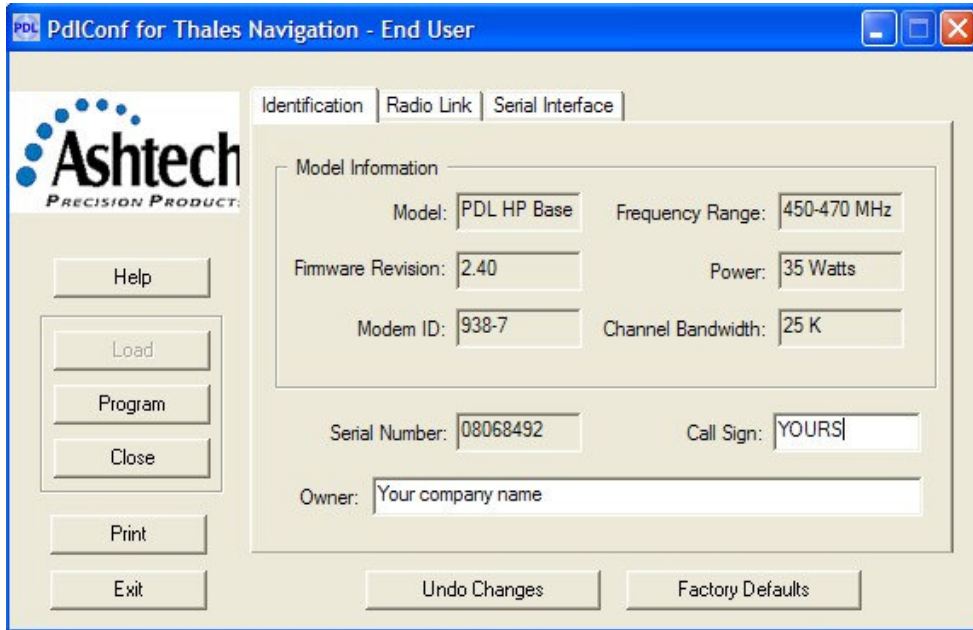 PDL PdlConf for Thales Navigation - End User
Identification Radio Link Serial Interface
Ashtech
PRECISION PRODUCT
Model Information
Model: PDL HP Base Frequency Range: 450-470 MHz
Firmware Revision: 2.40 Power: 35 Watts
Modem ID: 938-7 Channel Bandwidth: 25 K
Serial Number: 08068492 Call Sign: YOURS
Owner: Your company name
Help
Load
Program
Close
Print
Exit
Undo Changes Factory Defaults